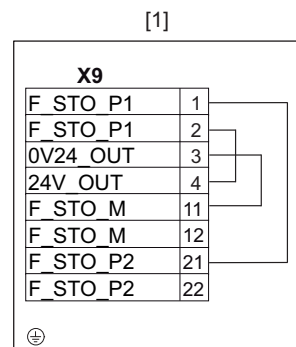 [1]
X9
F_STO_P1 1
F_STO_P1 2
0V24_OUT 3
24V_OUT 4
F_STO_M 11
F_STO_M 12
F_STO_P2 21
F_STO_P2 22